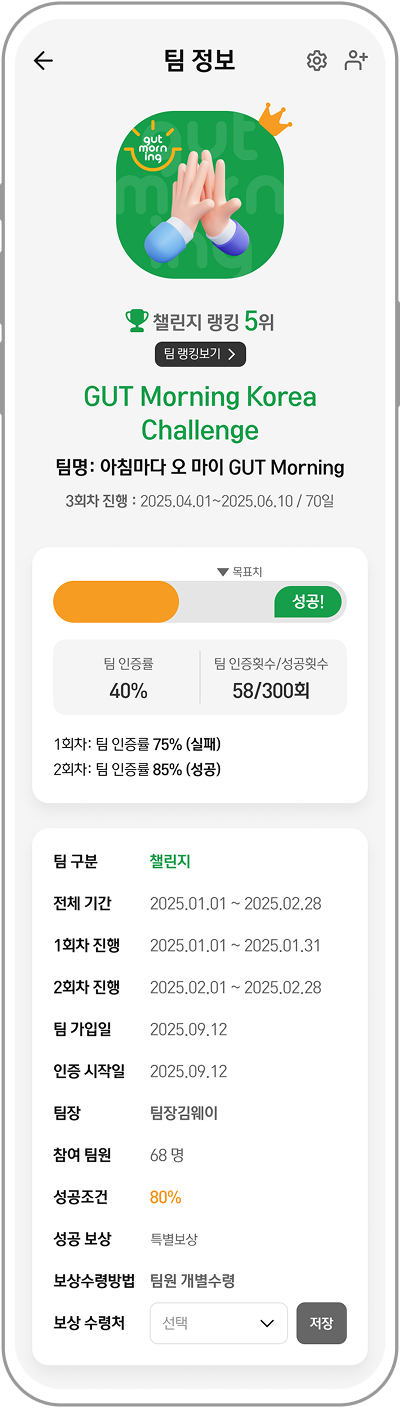 팀 정보
gut
morn
ing
gut
morn
ing
챌린지 랭킹 5위
팀 랭킹보기
GUT Morning Korea
Challenge
팀명: 아침마다 오 마이 GUT Morning
3회차 진행 : 2025.04.01~2025.06.10 / 70일
목표치
성공!
팀 인증률
40%
팀 인증횟수/성공횟수
58/300회
1회차: 팀 인증률 75% (실패)
2회차: 팀 인증률 85% (성공)
팀 구분 챌린지
전체 기간 2025.01.01 ~ 2025.02.28
1회차 진행 2025.01.01 ~ 2025.01.31
2회차 진행 2025.02.01 ~ 2025.02.28
팀 가입일 2025.09.12
인증 시작일 2025.09.12
팀장 팀장김웨이
참여 팀원 68 명
성공조건 80%
성공 보상 특별보상
보상수령방법 팀원 개별수령
보상 수령처 선택 저장